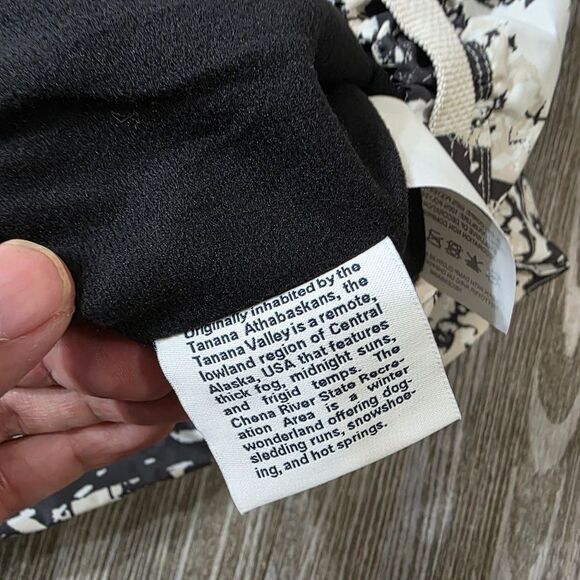 Originally inhabited by the
Tanana Athabaskans, the
Tanana Valley is a remote,
lowland region of Central
Alaska, USA that features
thick fog, midnight suns,
and frigid temps. The
Chena River State Recre-
ation Area is a winter
wonderland offering dog-
sledding runs, snowshoe-
ing, and hot springs.